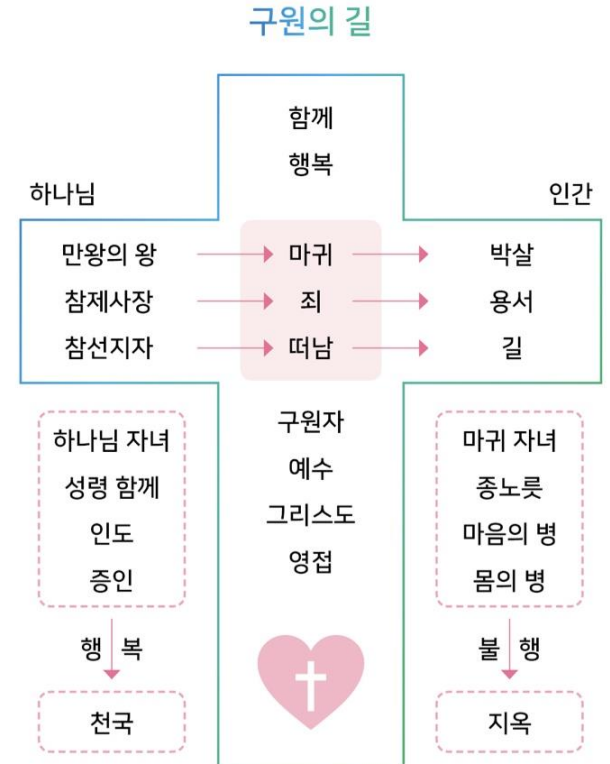 구원의 길
함께
행복
하나님
인간
만왕의 왕 마귀 박살
참제사장 죄 용서
참선지자 떠남 길
구원자
예수
그리스도
영접
하나님 자녀
성령 함께
인도
증인
행 복
천국
마귀 자녀
종노릇
마음의 병
몸의 병
불 행
지옥